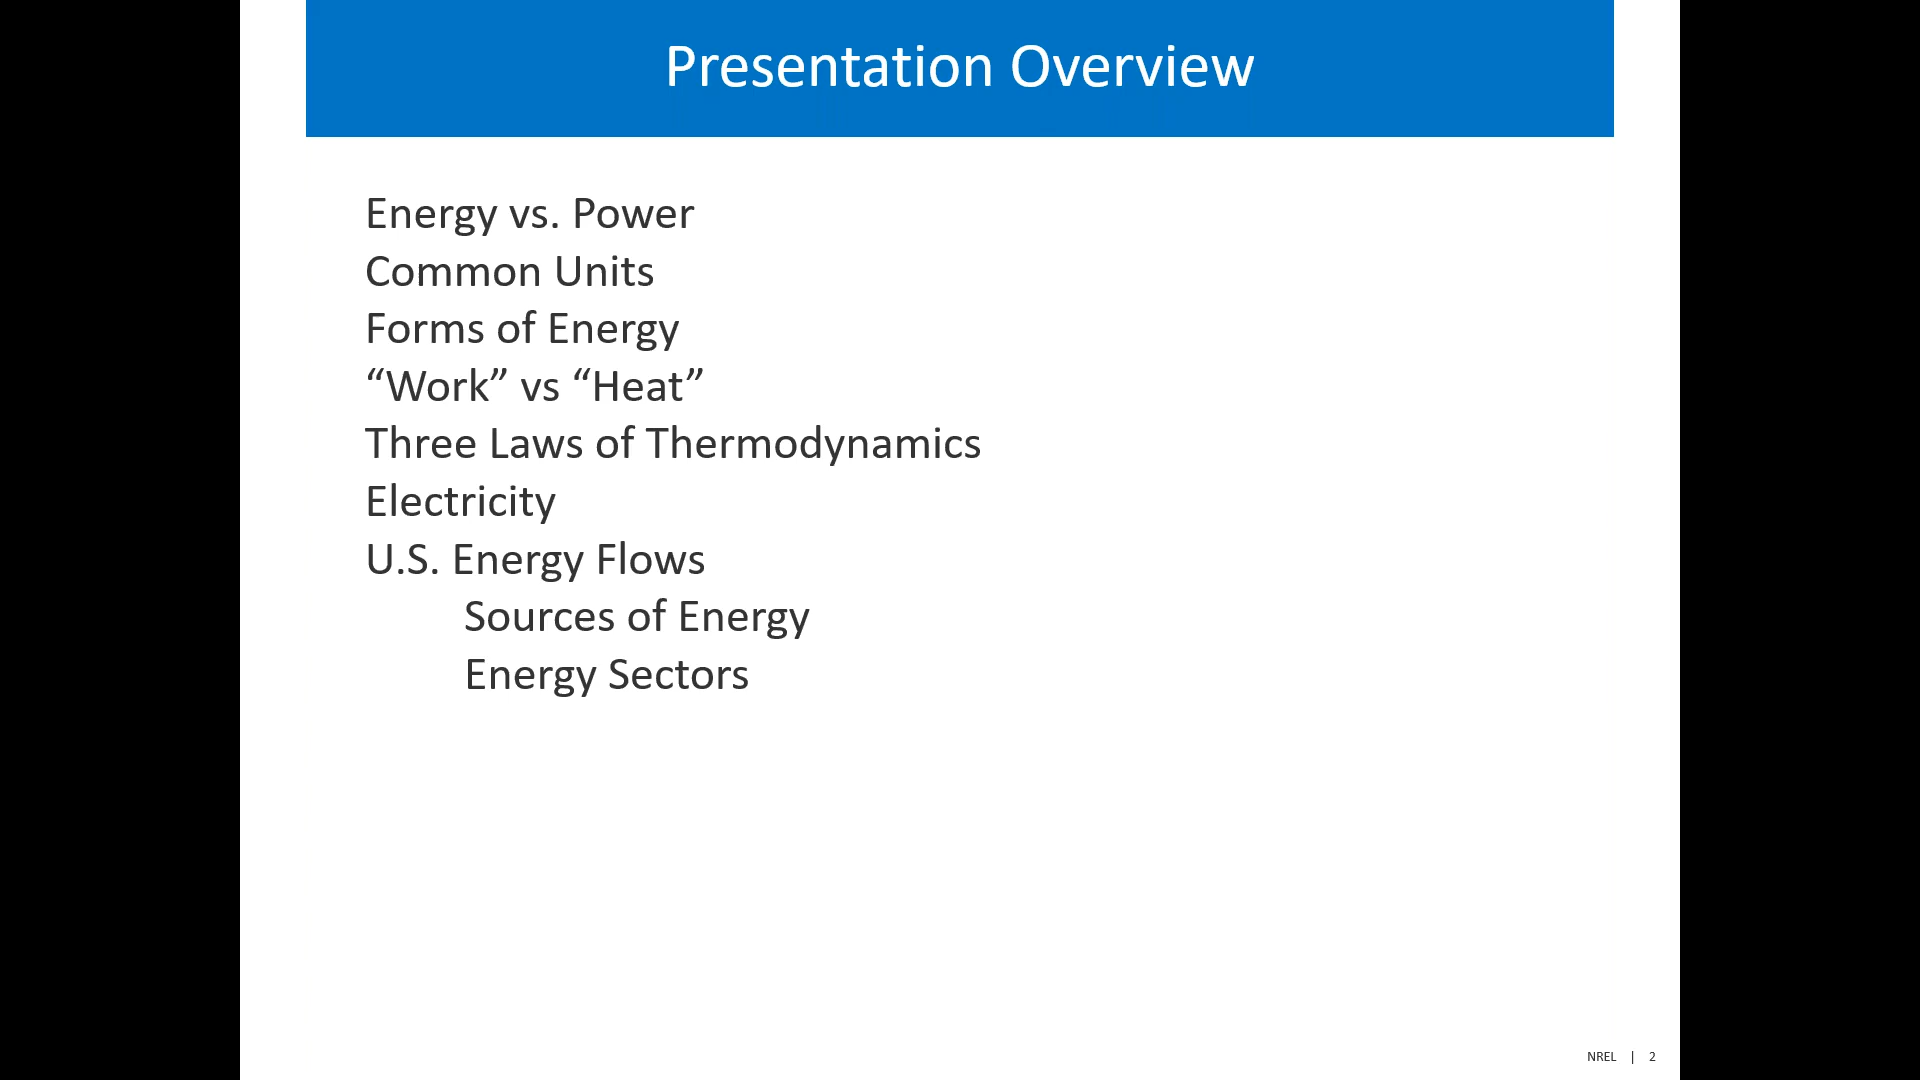 Presentation Overview
Energy vs. Power
Common Units
Forms of Energy
“Work” vs “Heat”
Three Laws of Thermodynamics
Electricity
U.S. Energy Flows
Sources of Energy
Energy Sectors
NREL | 2